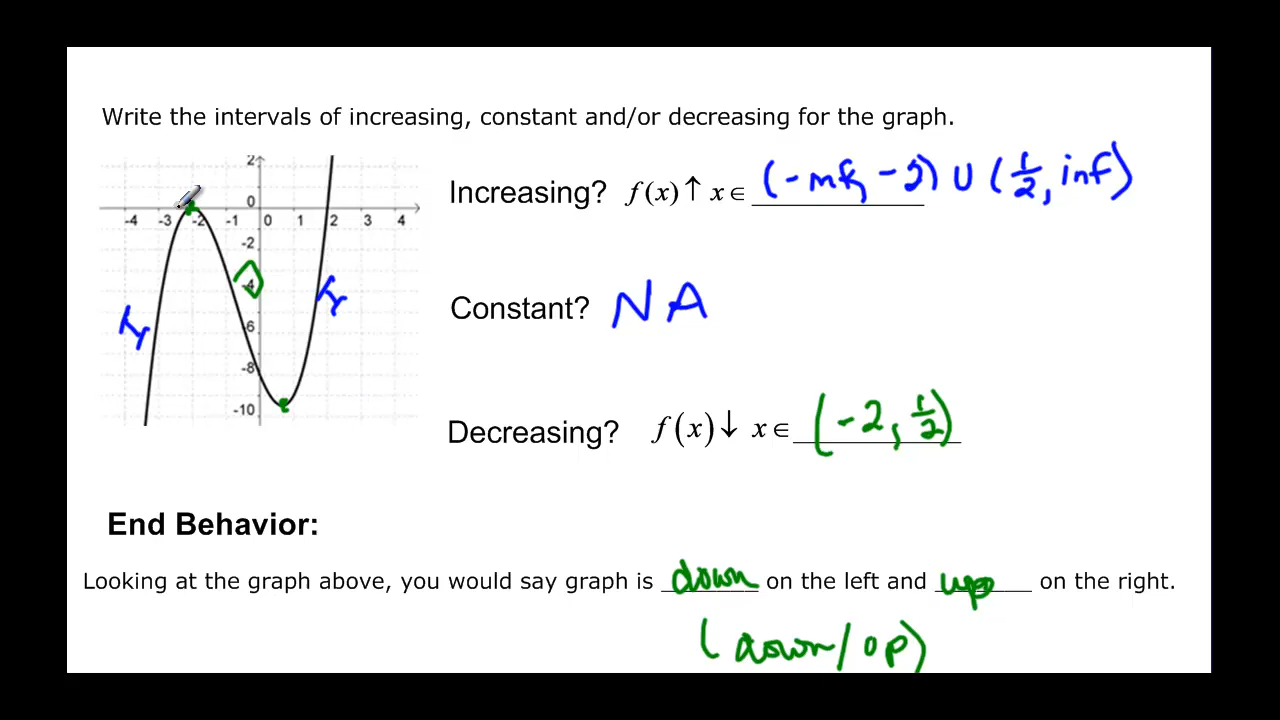 Write the intervals of increasing, constant and/or decreasing for the graph.
2
0
-4 -3 -2 -1 0 1 2 3 4
-2
-4
-6
-8
-10
Increasing? f(x) ↑ x ∈ (-inf, -2) ∪ (1/2, inf)
Constant? NA
Decreasing? f(x) ↓ x ∈ (-2, 1/2)
End Behavior:
Looking at the graph above, you would say graph is down on the left and up on the right.
(down/up)